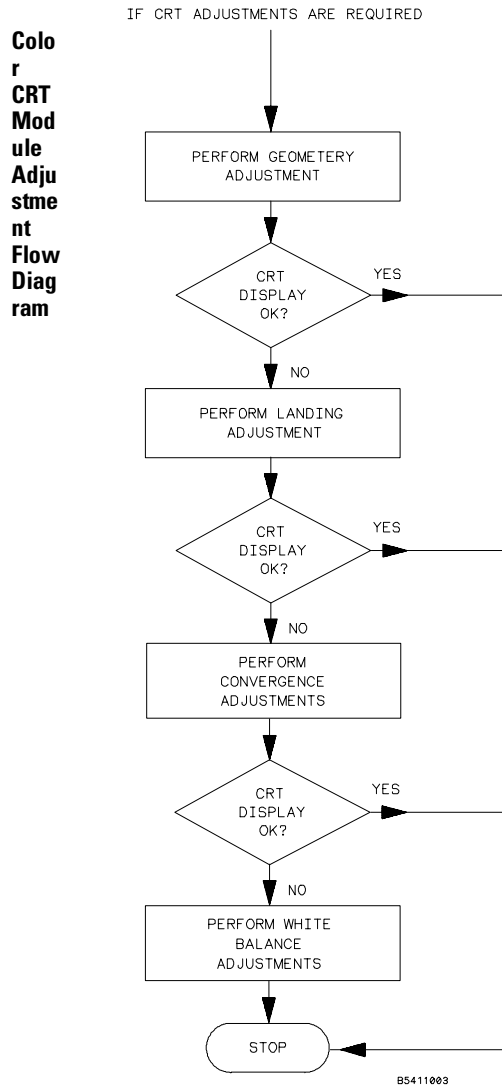 IF CRT ADJUSTMENTS ARE REQUIRED
Colo
r
CRT
Mod
ule
Adju
stme
nt
Flow
Diag
ram
PERFORM GEOMETERY
ADJUSTMENT
CRT
DISPLAY
OK?
YES
NO
PERFORM LANDING
ADJUSTMENT
CRT
DISPLAY
OK?
YES
NO
PERFORM
CONVERGENCE
ADJUSTMENTS
CRT
DISPLAY
OK?
YES
NO
PERFORM WHITE
BALANCE
ADJUSTMENTS
STOP
B5411003